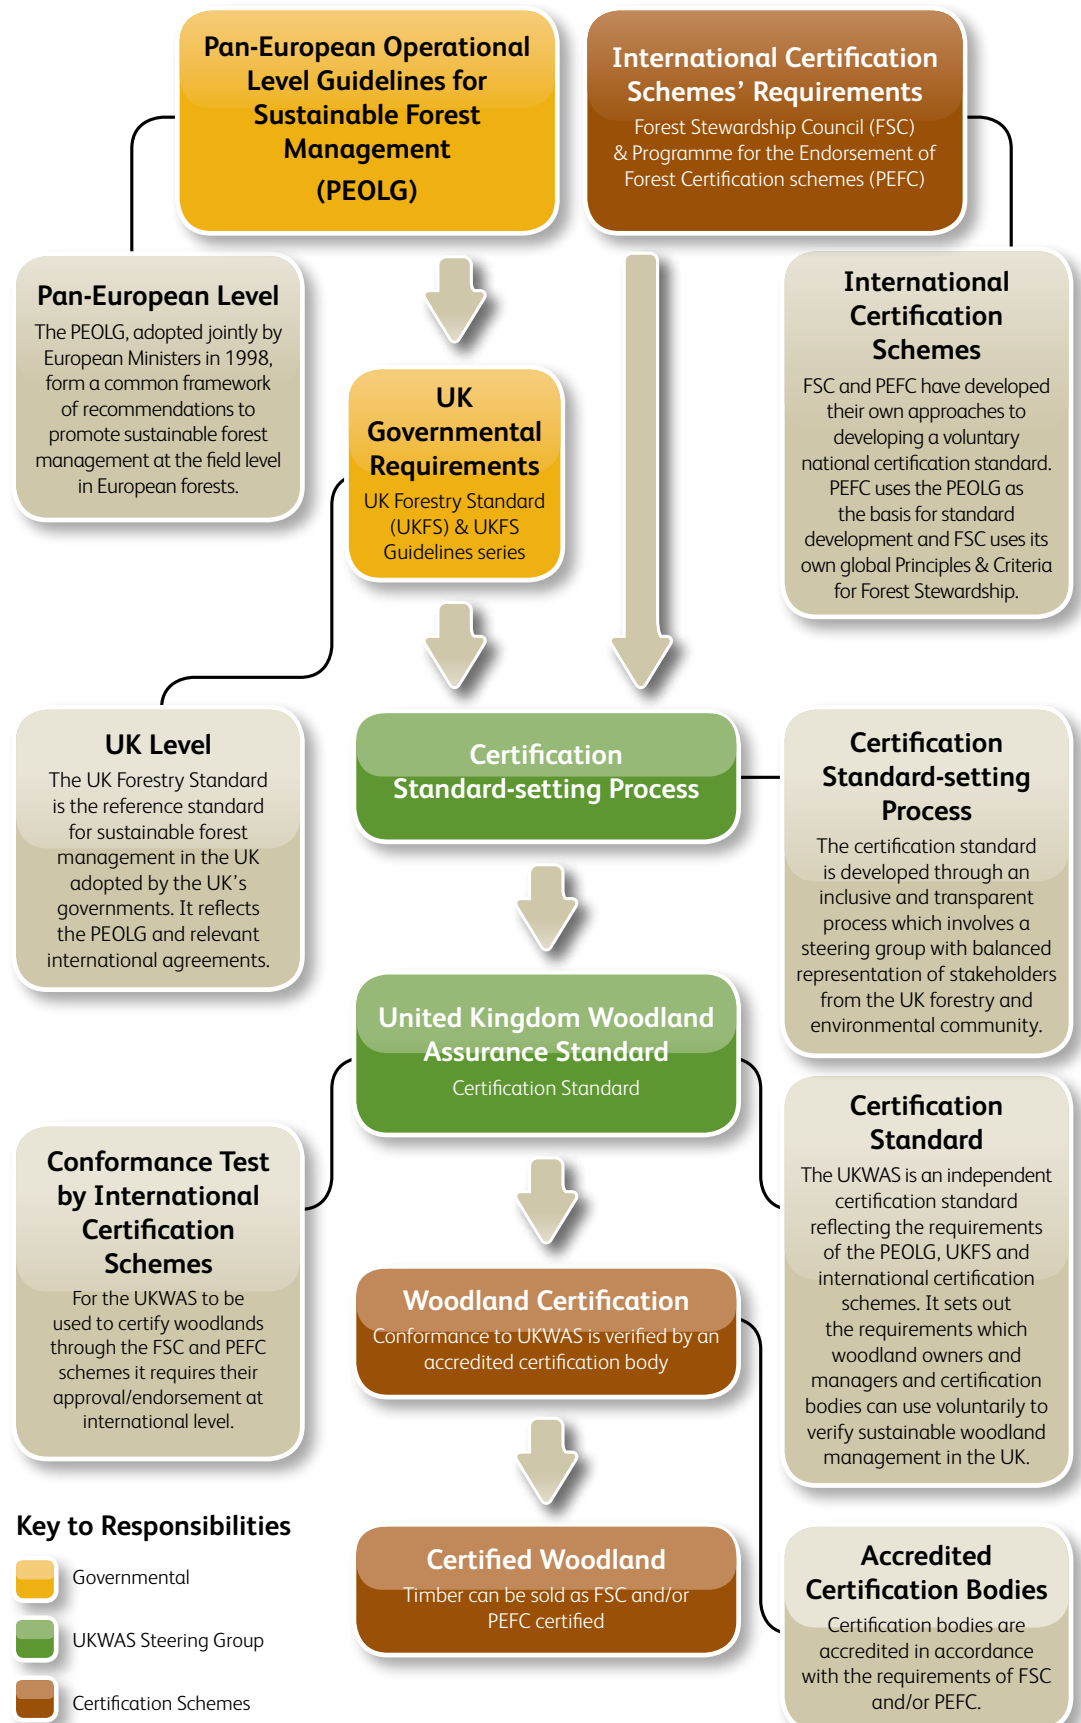 Pan-European Operational
Level Guidelines for
Sustainable Forest
Management
(PEOLG)
International Certification
Schemes’ Requirements
Forest Stewardship Council (FSC)
& Programme for the Endorsement of
Forest Certification schemes (PEFC)
Pan-European Level
The PEOLG, adopted jointly by
European Ministers in 1998,
form a common framework
of recommendations to
promote sustainable forest
management at the field level
in European forests.
UK
Governmental
Requirements
UK Forestry Standard
(UKFS) & UKFS
Guidelines series
International
Certification
Schemes
FSC and PEFC have developed
their own approaches to
developing a voluntary
national certification standard.
PEFC uses the PEOLG as
the basis for standard
development and FSC uses its
own global Principles & Criteria
for Forest Stewardship.
UK Level
The UK Forestry Standard
is the reference standard
for sustainable forest
management in the UK
adopted by the UK’s
governments. It reflects
the PEOLG and relevant
international agreements.
Certification
Standard-setting Process
Certification
Standard-setting
Process
The certification standard
is developed through an
inclusive and transparent
process which involves a
steering group with balanced
representation of stakeholders
from the UK forestry and
environmental community.
United Kingdom Woodland
Assurance Standard
Certification Standard
Conformance Test
by International
Certification
Schemes
For the UKWAS to be
used to certify woodlands
through the FSC and PEFC
schemes it requires their
approval/endorsement at
international level.
Certification
Standard
The UKWAS is an independent
certification standard
reflecting the requirements
of the PEOLG, UKFS and
international certification
schemes. It sets out
the requirements which
woodland owners and
managers and certification
bodies can use voluntarily to
verify sustainable woodland
management in the UK.
Woodland Certification
Conformance to UKWAS is verified by an
accredited certification body
Certified Woodland
Timber can be sold as FSC and/or
PEFC certified
Accredited
Certification Bodies
Certification bodies are
accredited in accordance
with the requirements of FSC
and/or PEFC.
Key to Responsibilities
Governmental
UKWAS Steering Group
Certification Schemes